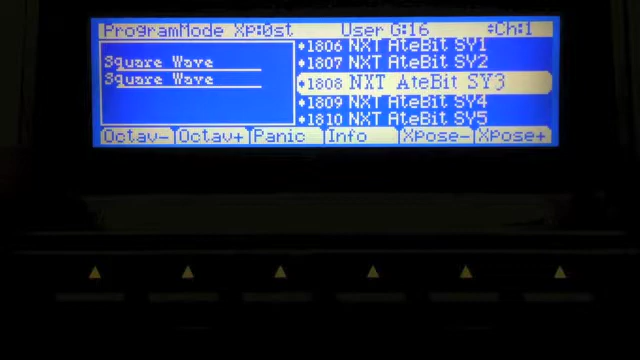 ProgramMode Xp:0st User G:16 Ch:1
Square Wave
Square Wave
1806 NXT AteBit SY1
1807 NXT AteBit SY2
1808 NXT AteBit SY3
1809 NXT AteBit SY4
1810 NXT AteBit SY5
Octav- Octav+ Panic Info Xpose- Xpose+